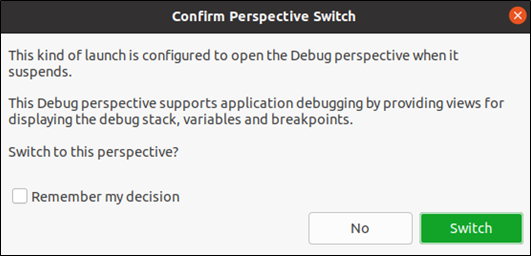 Confirm Perspective Switch
This kind of launch is configured to open the Debug perspective when it
suspends.
This Debug perspective supports application debugging by providing views for
displaying the debug stack, variables and breakpoints.
Switch to this perspective?
Remember my decision
No
Switch